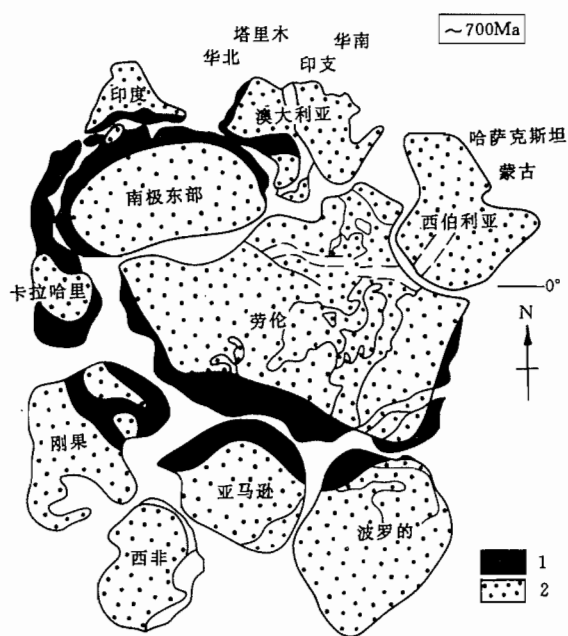 ~700Ma
塔里木
华南
华北
印支
印度
澳大利亚
哈萨克斯坦
蒙古
南极东部
西伯利亚
卡拉哈里
0°
N
劳伦
刚果
亚马逊
波罗的
西非
1
2